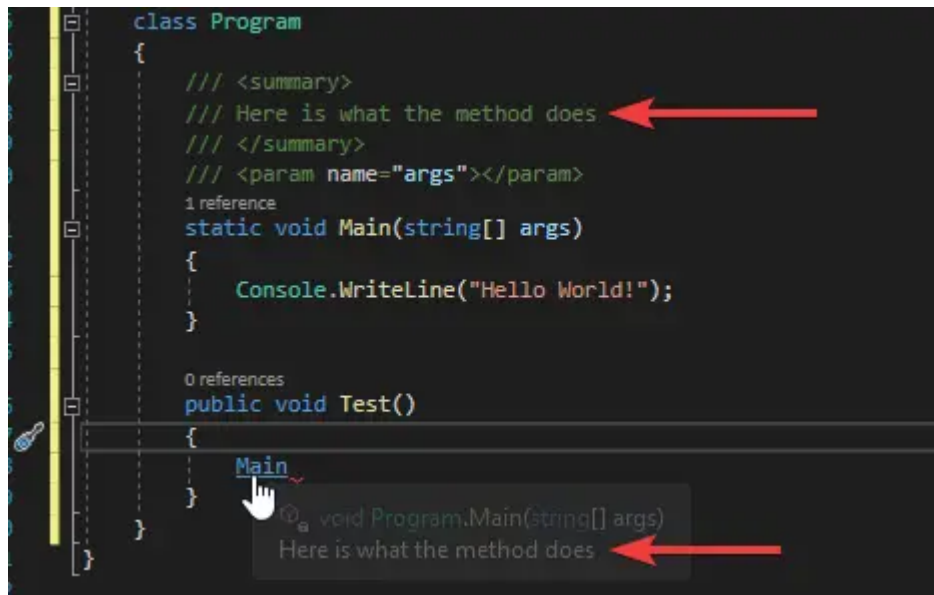 class Program
{
/// <summary>
/// Here is what the method does
/// </summary>
/// <param name="args"></param>
1 reference
static void Main(string[] args)
{
Console.WriteLine("Hello World!");
}
0 references
public void Test()
{
Main
}
void Program.Main(string[] args)
Here is what the method does
}
}